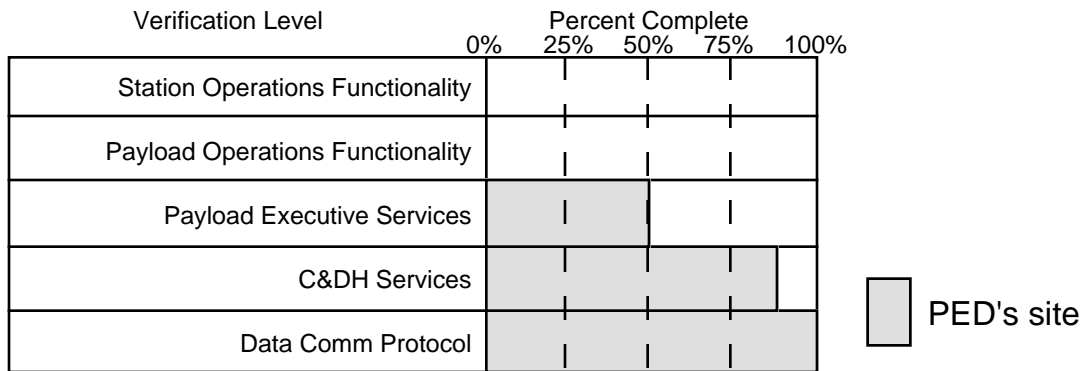 Verification Level Percent Complete
0% 25% 50% 75% 100%
Station Operations Functionality
Payload Operations Functionality
Payload Executive Services
C&DH Services
Data Comm Protocol
PED's site